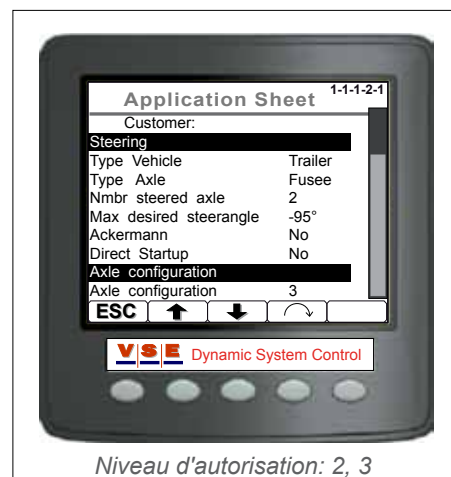 Application Sheet 1-1-1-2-1
Customer:
Steering
Type Vehicle Trailer
Type Axle Fusee
Nmbr steered axle 2
Max desired steerangle -95°
Ackermann No
Direct Startup No
Axle configuration
Axle configuration 3
ESC
VSE Dynamic System Control
Niveau d'autorisation: 2, 3